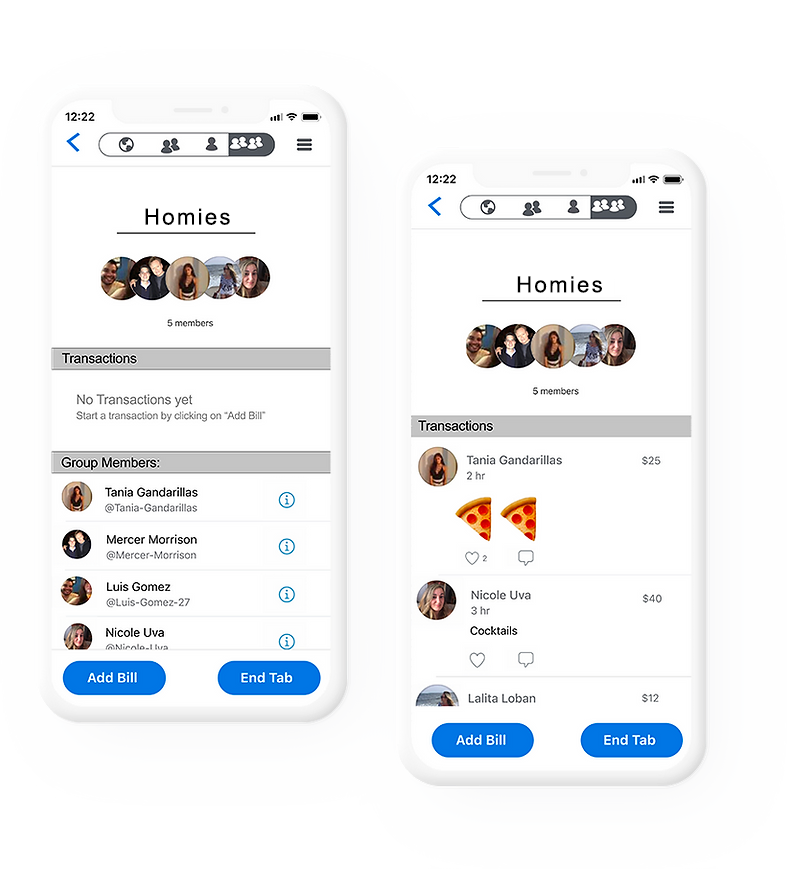 12:22
Homies
5 members
Transactions
No Transactions yet
Start a transaction by clicking on “Add Bill”
Group Members:
Tania Gandarillas
@Tania-Gandarillas
Mercer Morrison
@Mercer-Morrison
Luis Gomez
@Luis-Gomez-27
Nicole Uva
@Nicole-Uva
Add Bill End Tab
12:22
Homies
5 members
Transactions
Tania Gandarillas $25
2 hr
2
Nicole Uva $40
3 hr
Cocktails
Lalita Loban $12
Add Bill End Tab